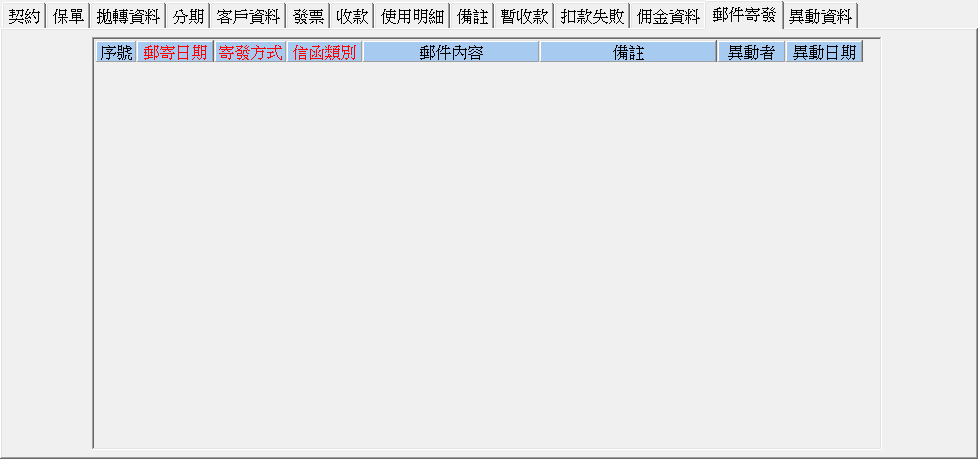 契約 保單 拋轉資料 分期 客戶資料 發票 收款 使用明細 備註 暫收款 扣款失敗 佣金資料 郵件寄發 異動資料
序號 郵寄日期 寄發方式 信函類別 郵件內容 備註 異動者 異動日期